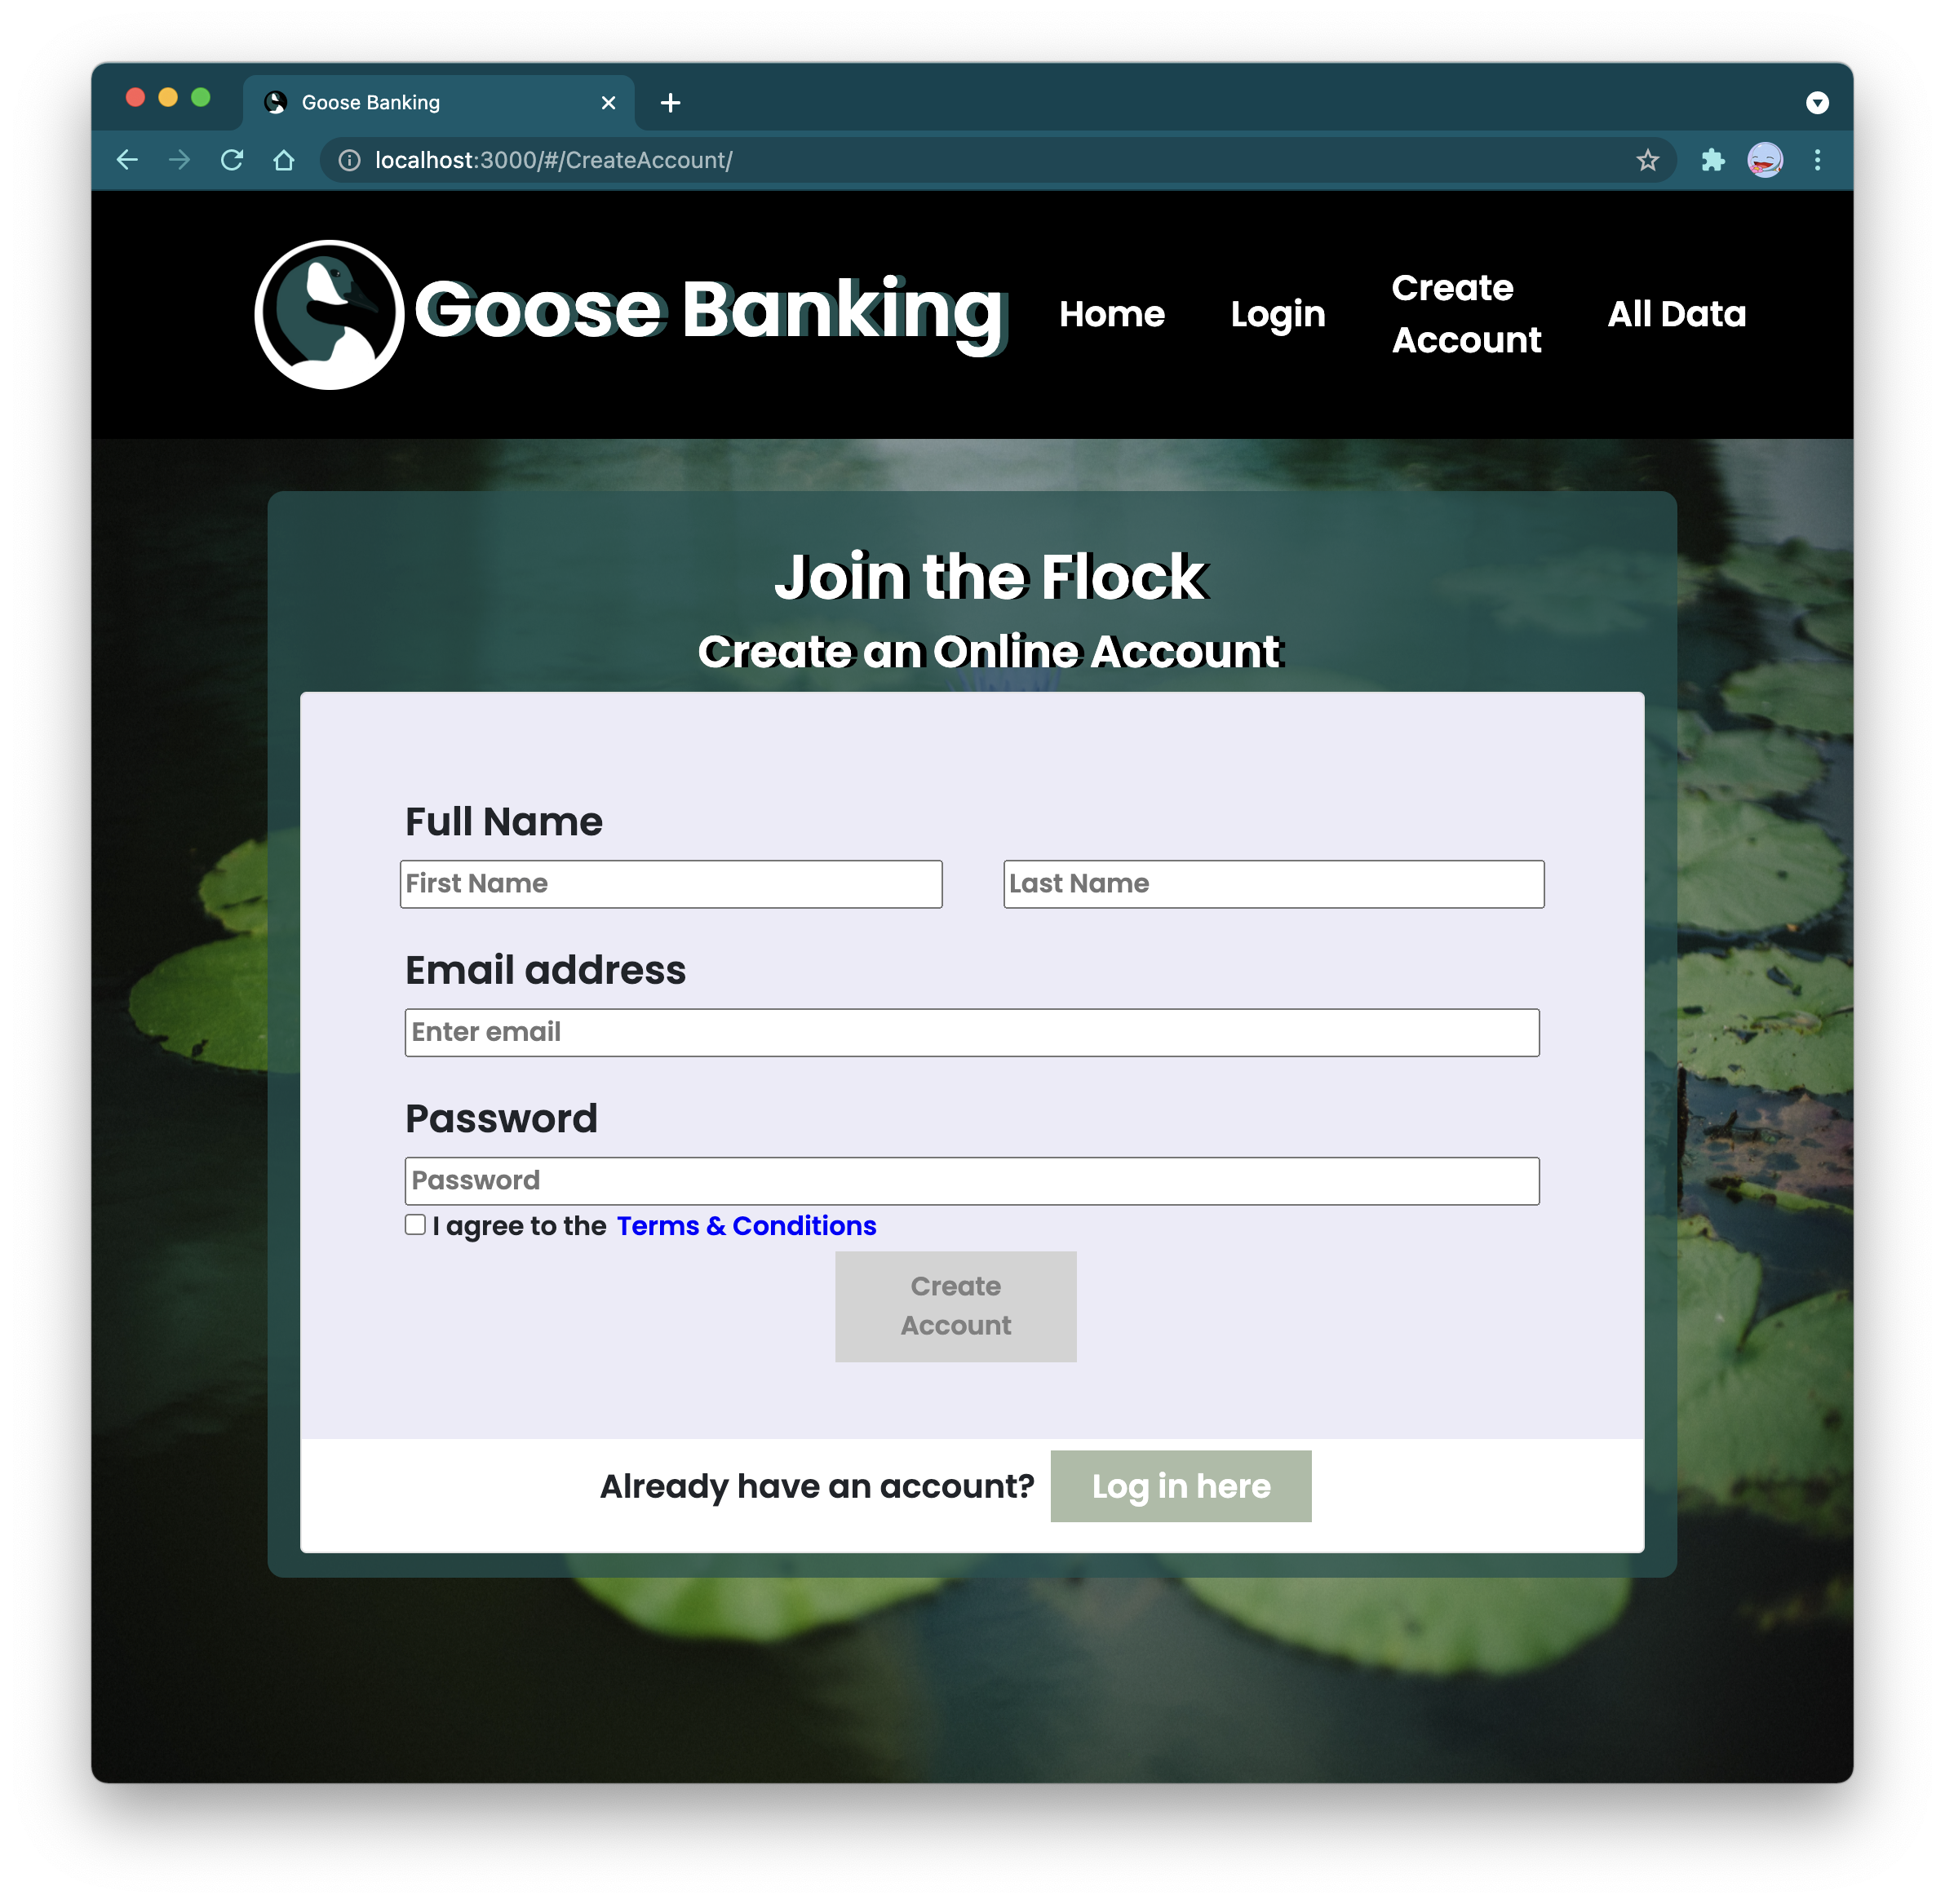 Goose Banking
localhost:3000/#/CreateAccount/
Goose Banking
Home
Login
Create
Account
All Data
Join the Flock
Create an Online Account
Full Name
First Name
Last Name
Email address
Enter email
Password
Password
I agree to the Terms & Conditions
Create
Account
Already have an account?
Log in here